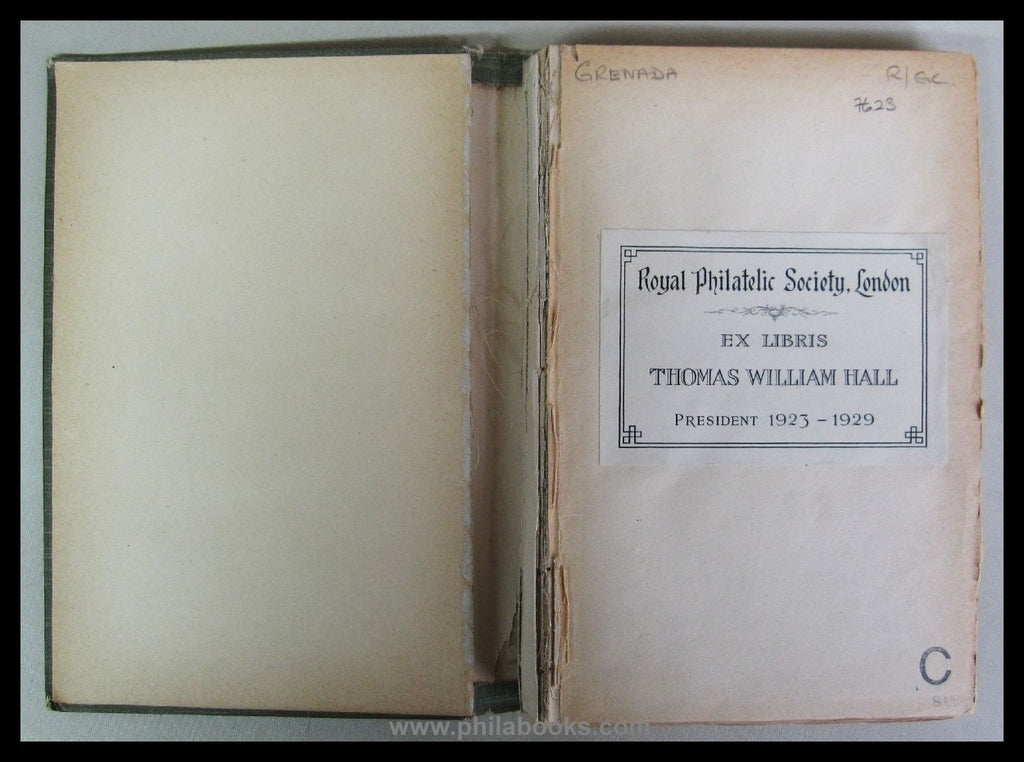 GRENADA R/GC
7623
Royal Philatelic Society, London
EX LIBRIS
THOMAS WILLIAM HALL
PRESIDENT 1923 – 1929
C
www.philabooks.com